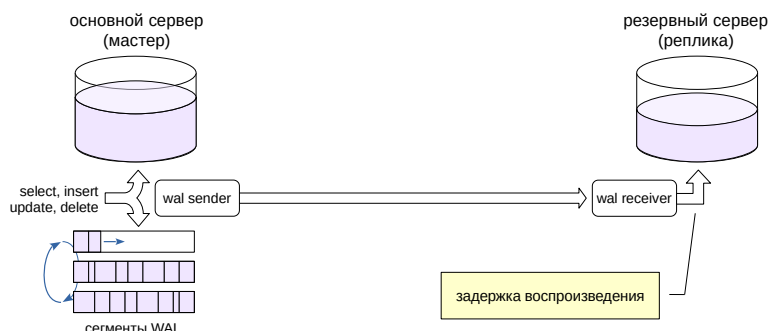 основной сервер
(мастер)
резервный сервер
(реплика)
select, insert
update, delete
wal sender
wal receiver
задержка воспроизведения
сегменты WAL